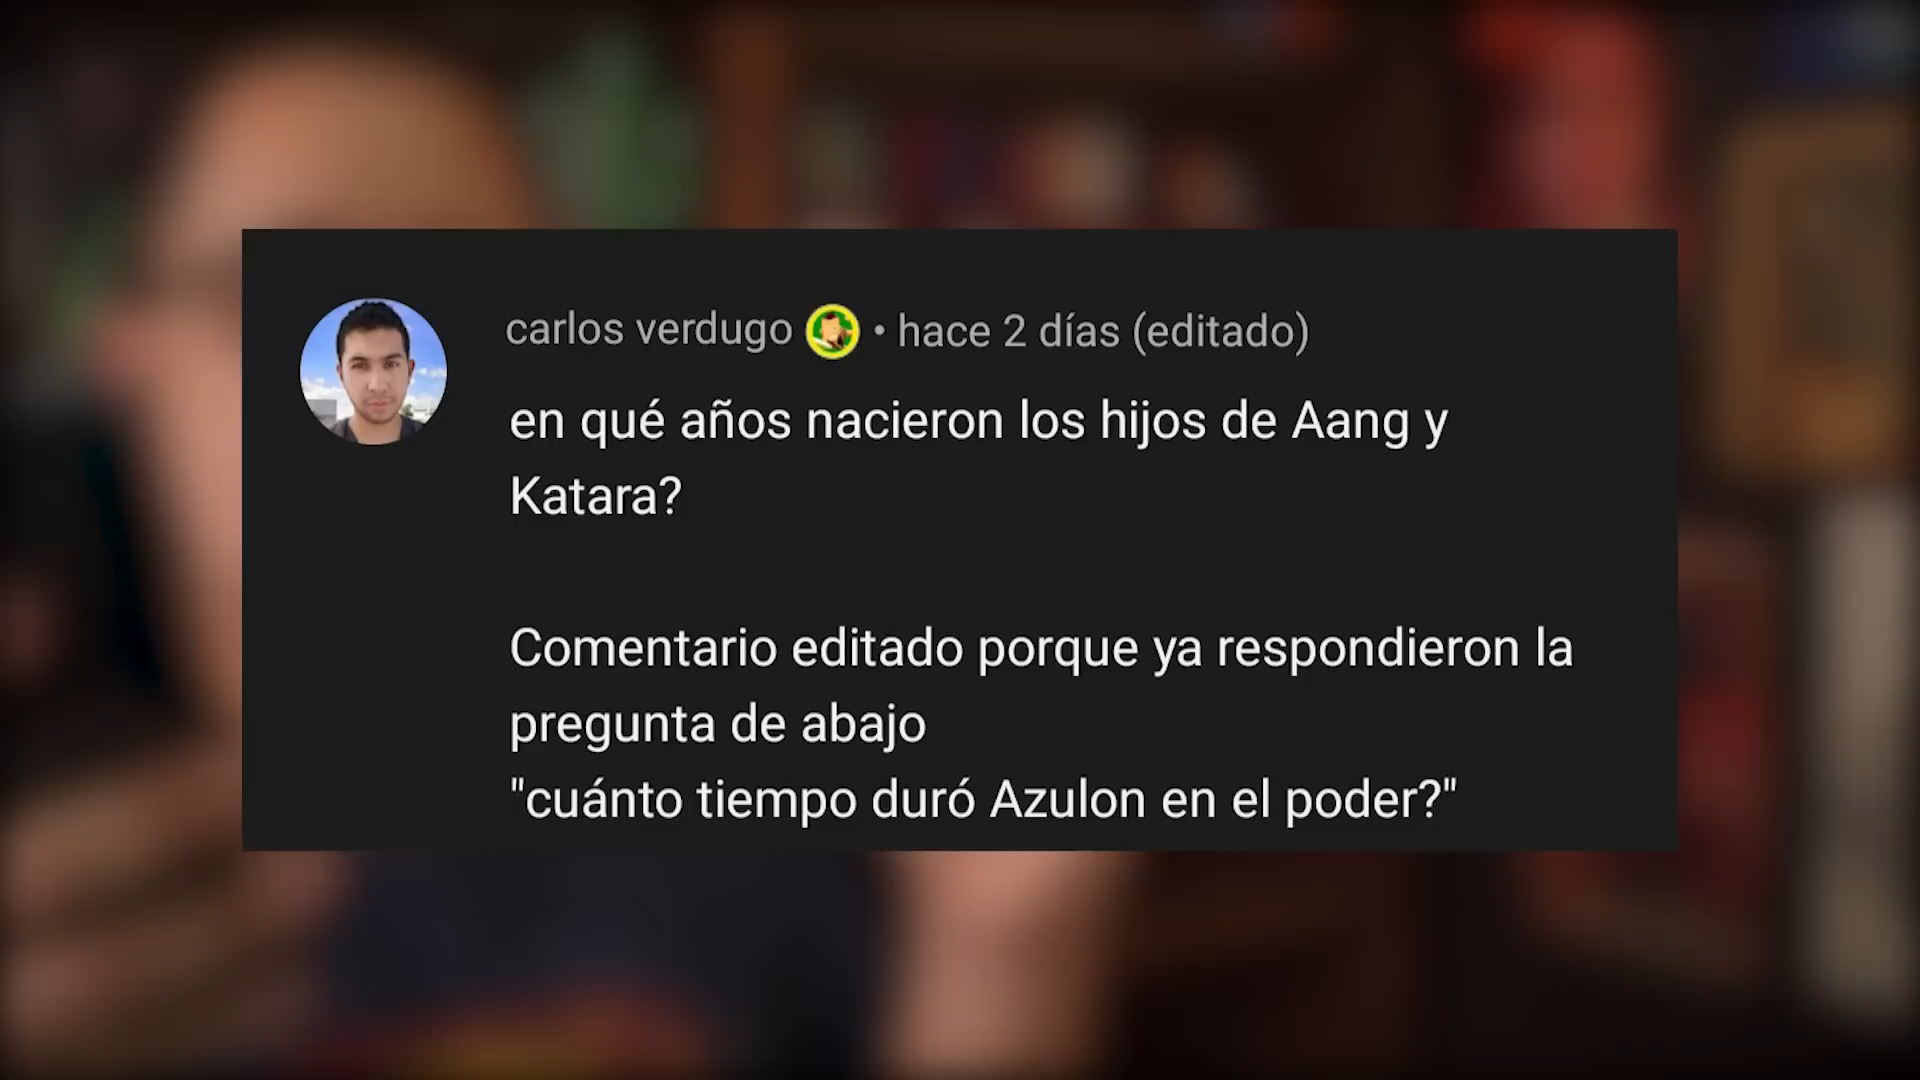 carlos verdugo • hace 2 días (editado)
en qué años nacieron los hijos de Aang y
Katara?
Comentario editado porque ya respondieron la
pregunta de abajo
"cuánto tiempo duró Azulon en el poder?"